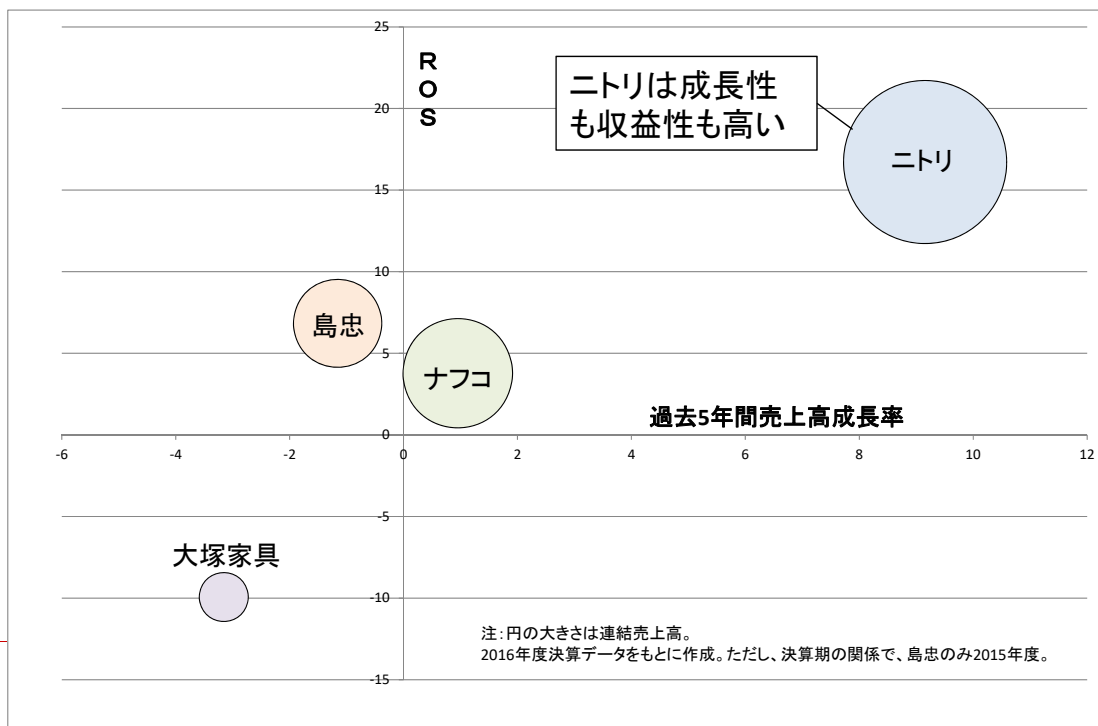 25
R
O
S
ニトリは成長性
も収益性も高い
20
ニトリ
15
10
島忠
5
ナフコ
過去5年間売上高成長率
0
-6
-4
-2
0
2
4
6
8
10
12
-5
大塚家具
-10
注：円の大きさは連結売上高。
2016年度決算データをもとに作成。ただし、決算期の関係で、島忠のみ2015年度。
-15